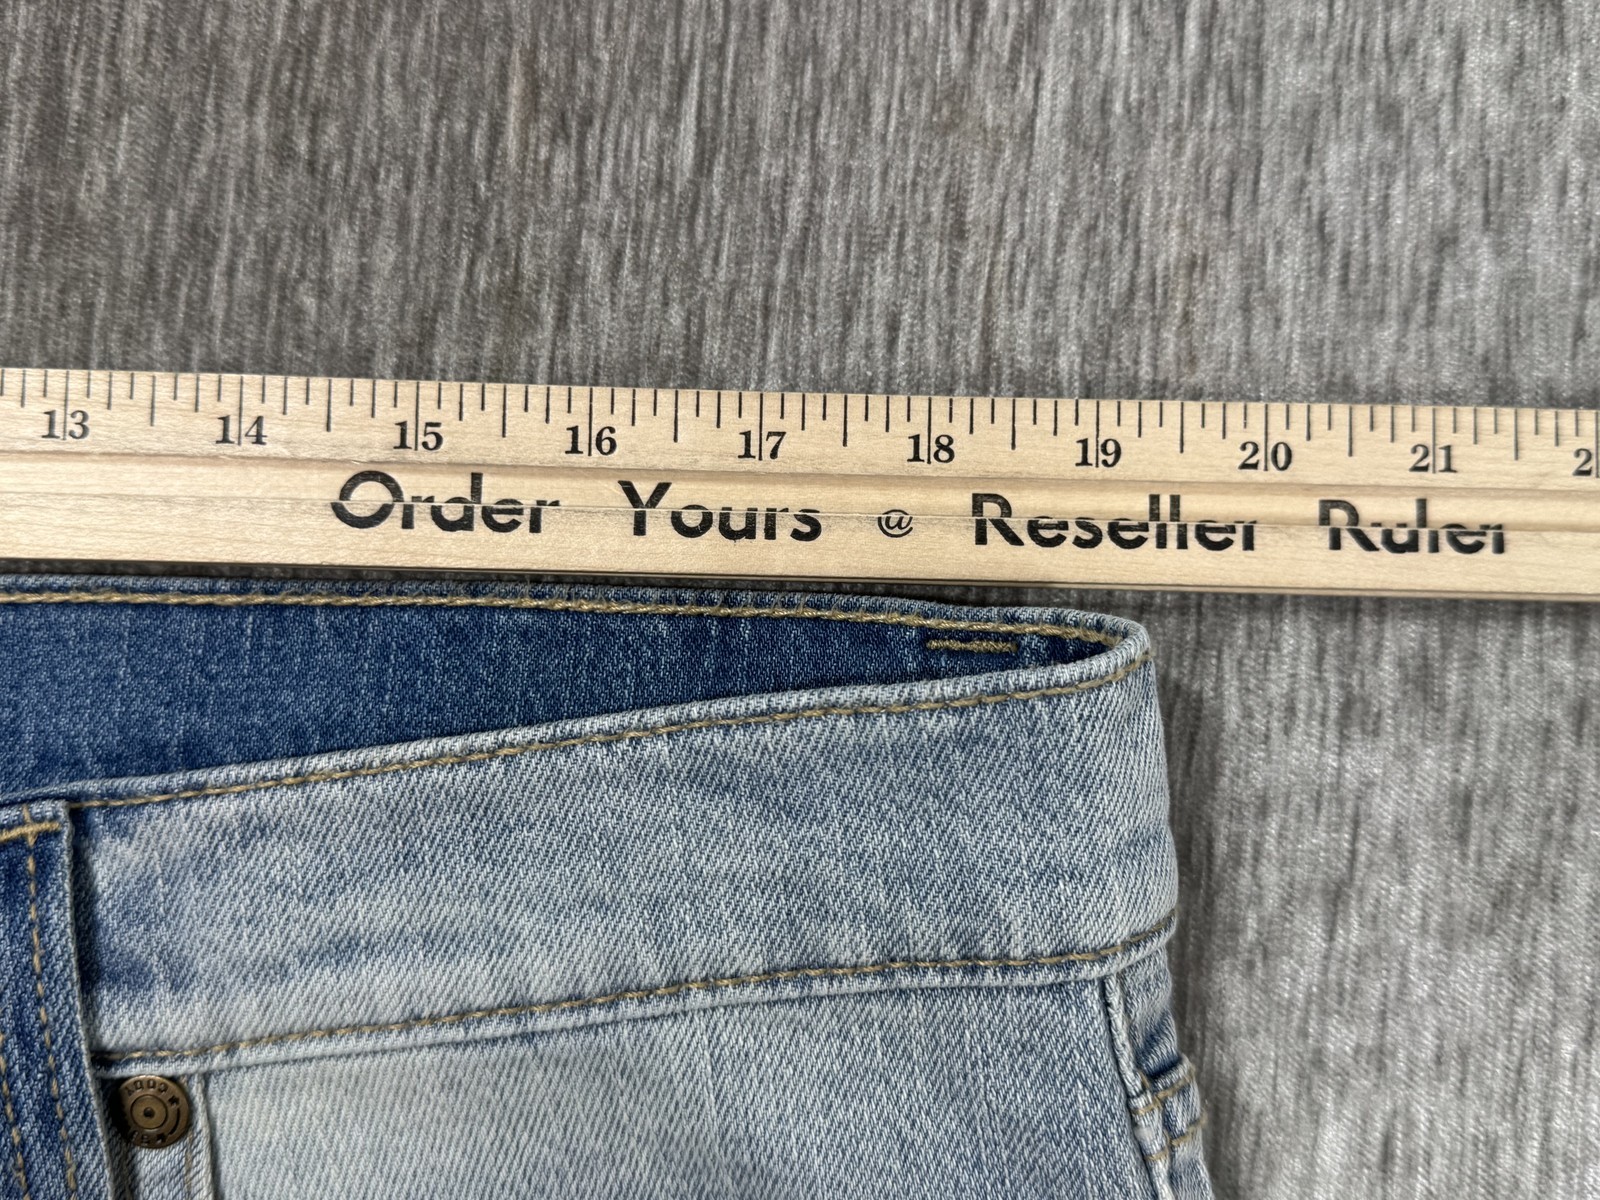 13 14 15 16 17 18 19 20 21
Order Yours @ Reseller Ruler